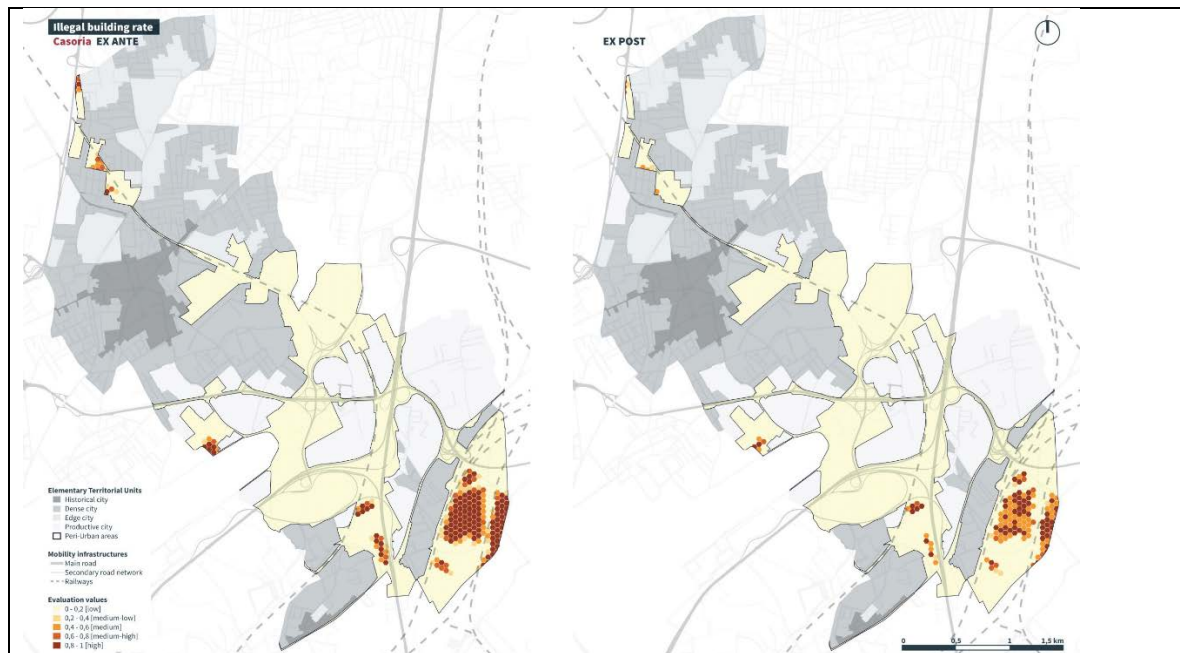 Illegal building rate
Casoria EX ANTE
EX POST
Elementary Territorial Units
Historical city
Dense city
Edge city
Productive city
Peri-Urban areas
Mobility infrastructures
Main road
Secondary road network
Railways
Evaluation values
0 - 0,2 [low]
0,2 - 0,4 [medium-low]
0,4 - 0,6 [medium]
0,6 - 0,8 [medium-high]
0,8 - 1 [high]
0 0,5 1 1,5 km